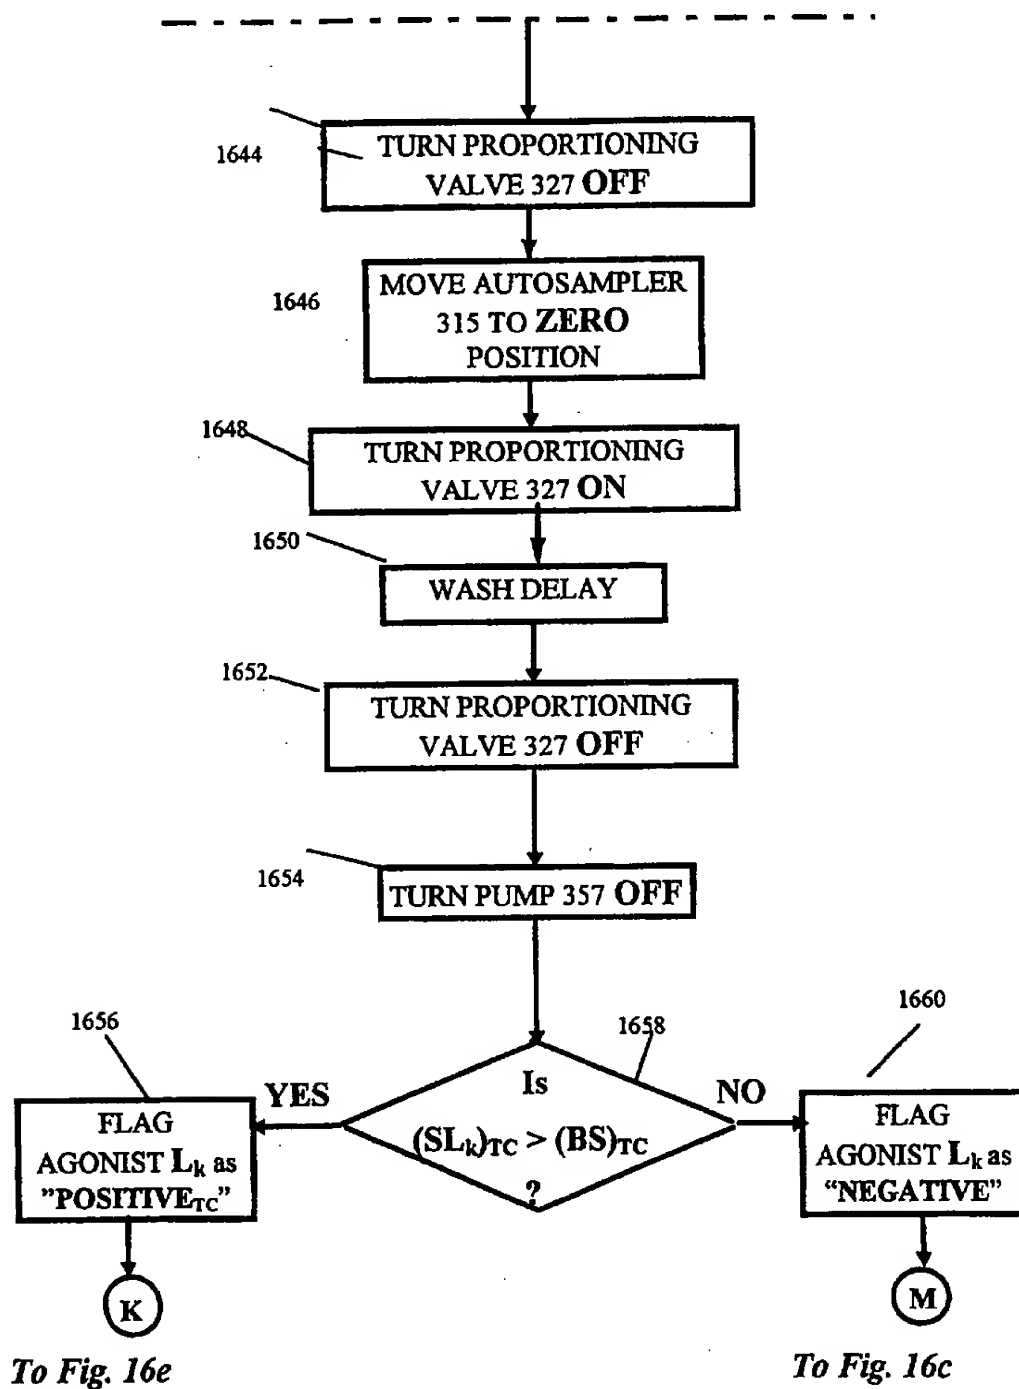 1644
TURN PROPORTIONING
VALVE 327 OFF
1646
MOVE AUTOSAMPLER
315 TO ZERO
POSITION
1648
TURN PROPORTIONING
VALVE 327 ON
1650
WASH DELAY
1652
TURN PROPORTIONING
VALVE 327 OFF
1654
TURN PUMP 357 OFF
1656
1658
1660
YES
NO
Is
(SLk)TC > (BS)TC
?
FLAG
AGONIST Lk as
"POSITIVETC"
FLAG
AGONIST Lk as
"NEGATIVE"
K
M
To Fig. 16e
To Fig. 16c